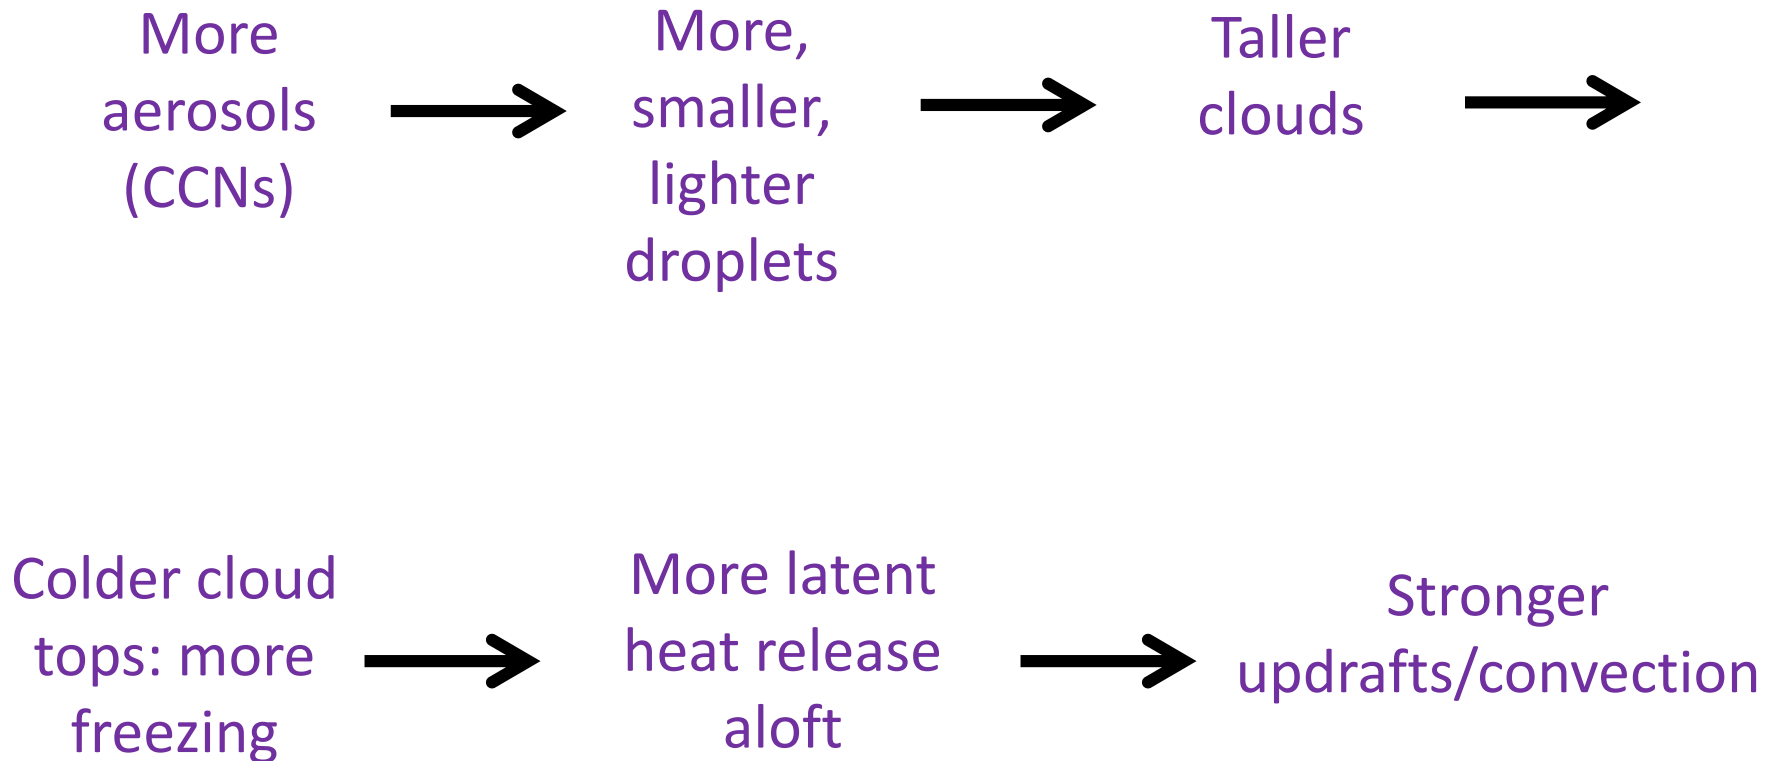 More
aerosols
(CCNs)
More,
smaller,
lighter
droplets
Taller
clouds
Colder cloud
tops: more
freezing
More latent
heat release
aloft
Stronger
updrafts/convection